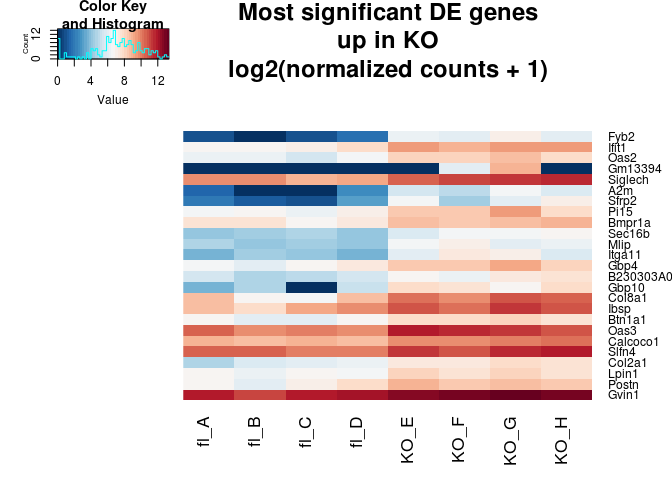 Color Key
and Histogram
Count
0 12
0 4 8 12
Value
Most significant DE genes
up in KO
log2(normalized counts + 1)
Fyb2
Ifit1
Oas2
Gm13394
Siglech
A2m
Sfrp2
Pi15
Bmpr1a
Sec16b
Mlip
Itga11
Gbp4
B230303A0
Gbp10
Col8a1
Ibsp
Btn1a1
Oas3
Calcoco1
Slfn4
Col2a1
Lpin1
Postn
Gvin1
fl_A fl_B fl_C fl_D KO_E KO_F KO_G KO_H